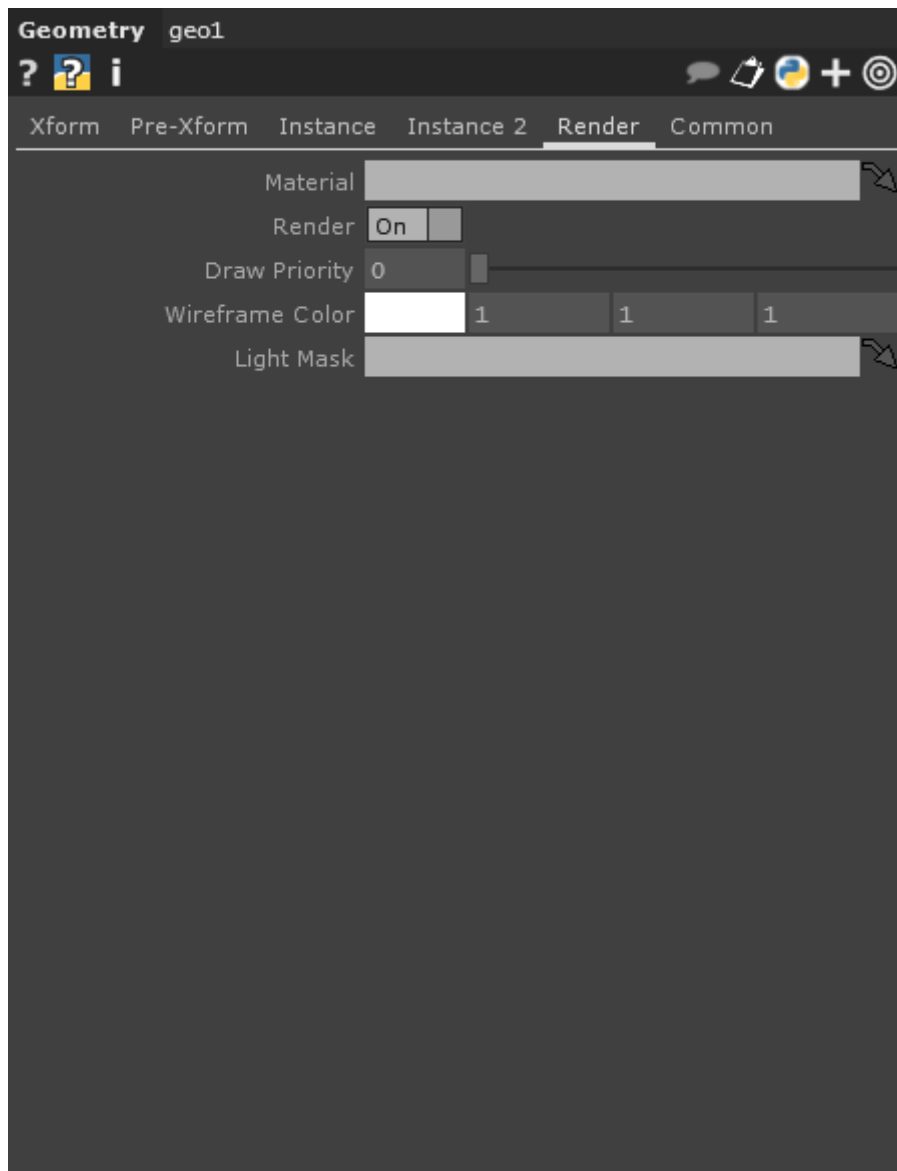 Geometry geo1
? ? i
Xform Pre-Xform Instance Instance 2 Render Common
Material
Render On
Draw Priority 0
Wireframe Color 1 1 1
Light Mask